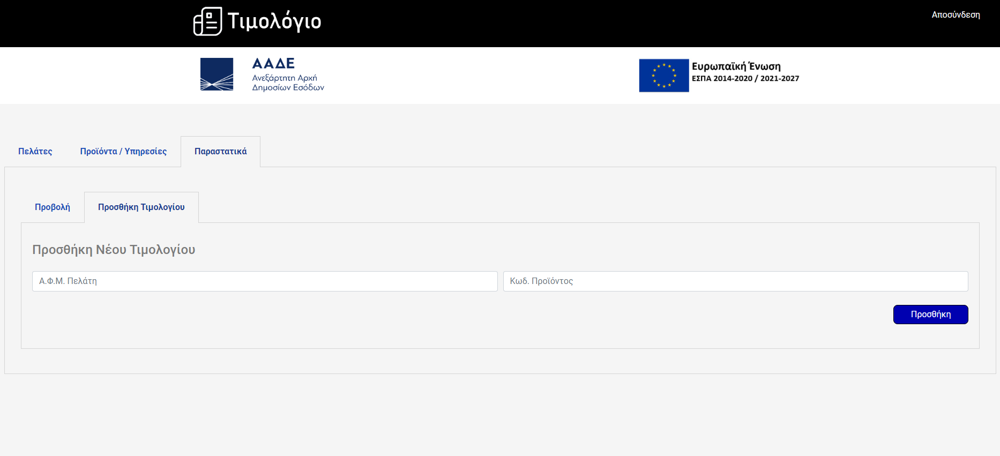 Τιμολόγιο
Αποσύνδεση
ΑΑΔΕ
Ανεξάρτητη Αρχή
Δημοσίων Εσόδων
Ευρωπαϊκή Ένωση
ΕΣΠΑ 2014-2020 / 2021-2027
Πελάτες
Προϊόντα / Υπηρεσίες
Παραστατικά
Προβολή
Προσθήκη Τιμολογίου
Προσθήκη Νέου Τιμολογίου
Α.Φ.Μ. Πελάτη
Κωδ. Προϊόντος
Προσθήκη